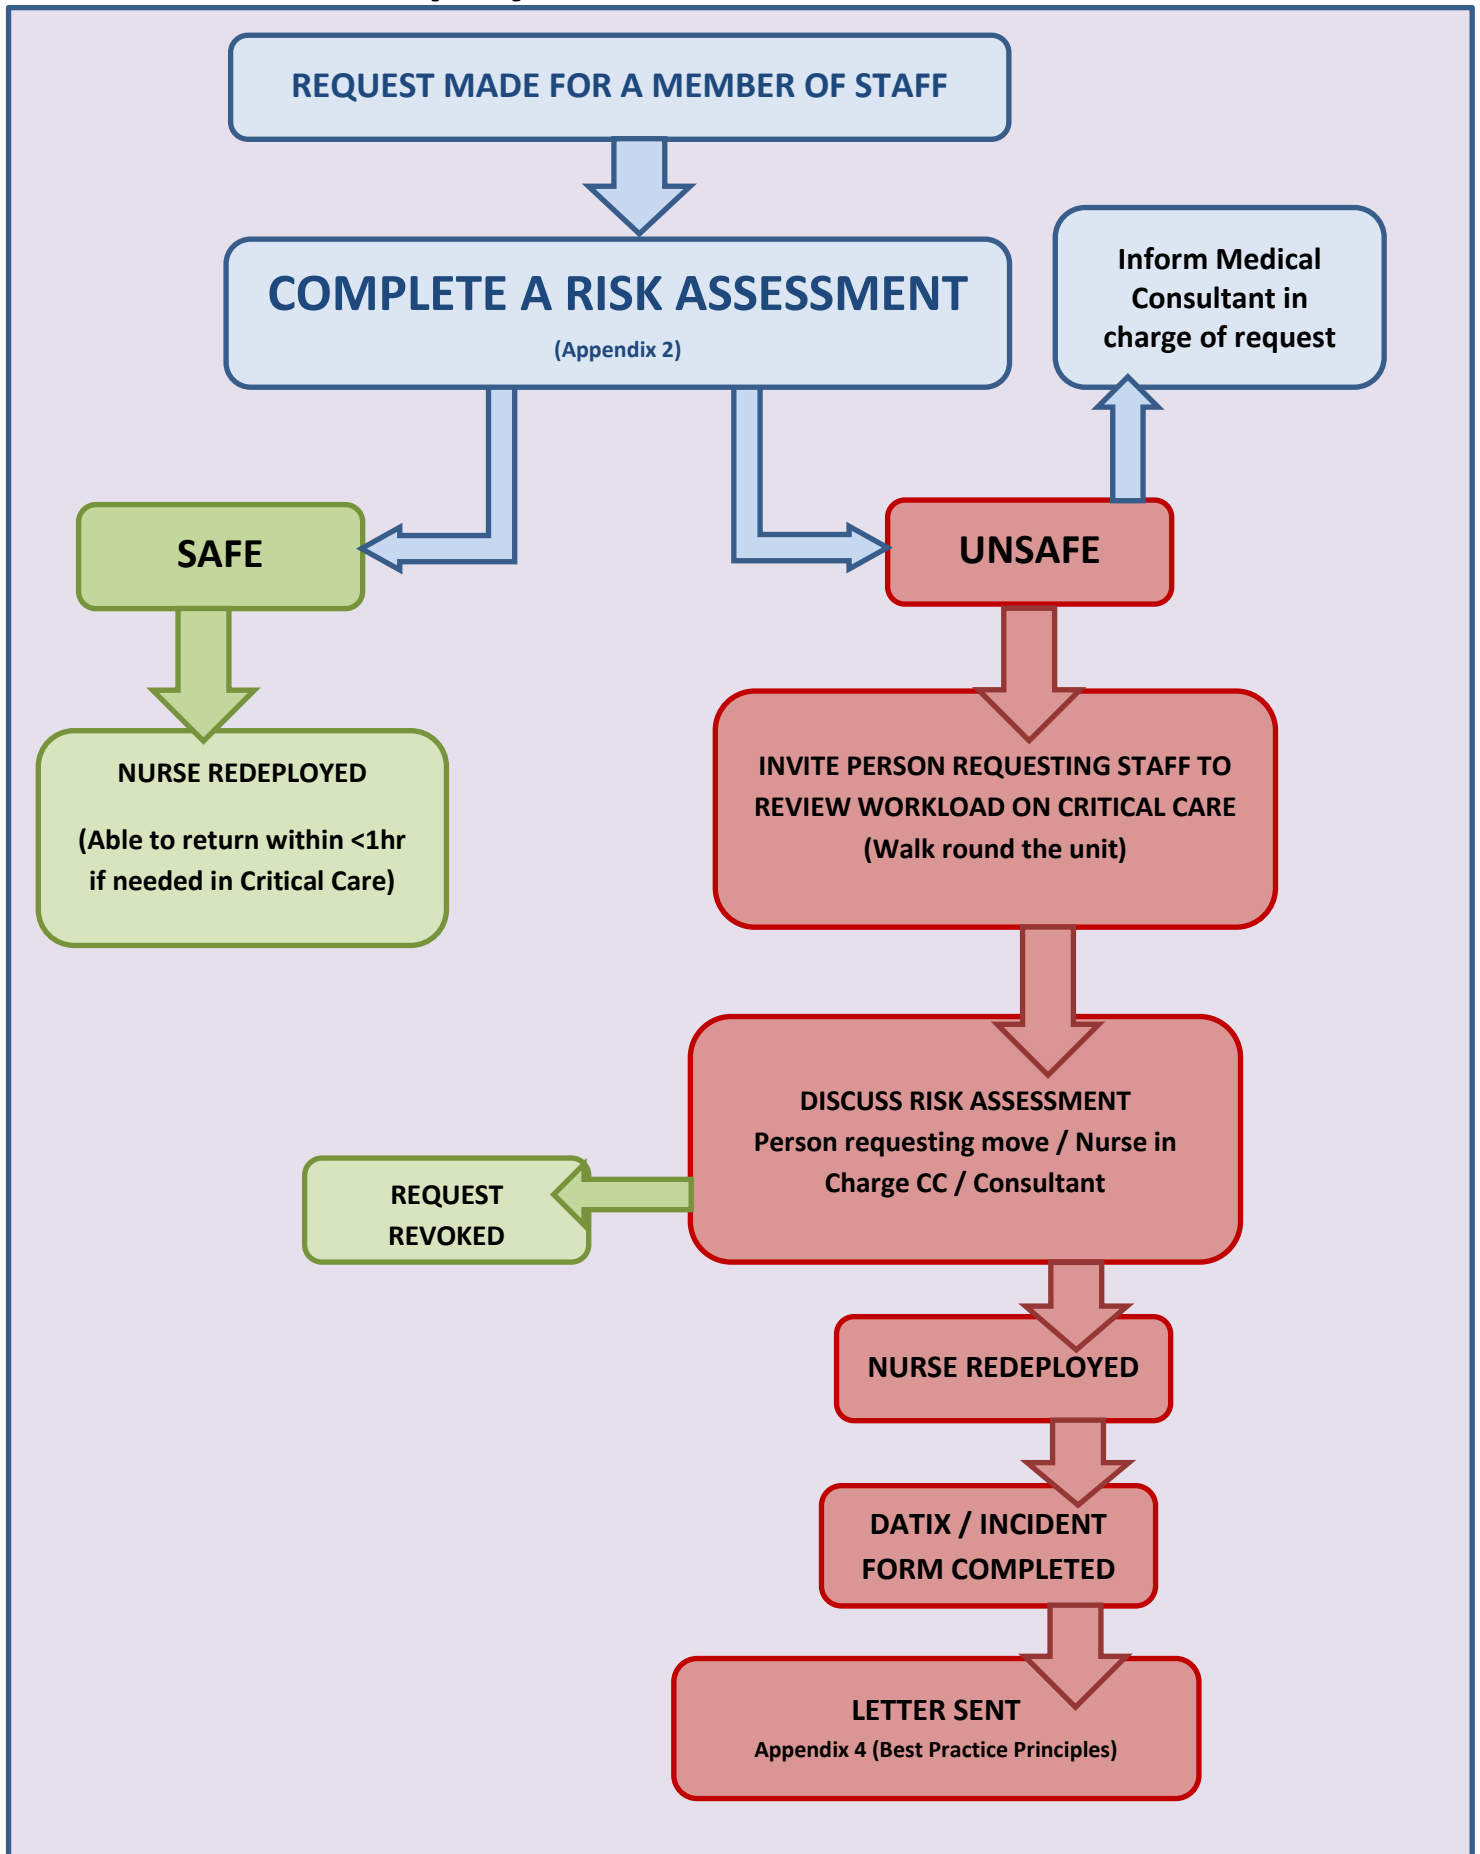 REQUEST MADE FOR A MEMBER OF STAFF
COMPLETE A RISK ASSESSMENT
(Appendix 2)
Inform Medical
Consultant in
charge of request
SAFE
UNSAFE
NURSE REDEPLOYED
(Able to return within <1hr
if needed in Critical Care)
INVITE PERSON REQUESTING STAFF TO
REVIEW WORKLOAD ON CRITICAL CARE
(Walk round the unit)
DISCUSS RISK ASSESSMENT
Person requesting move / Nurse in
Charge CC / Consultant
REQUEST
REVOKED
NURSE REDEPLOYED
DATIX / INCIDENT
FORM COMPLETED
LETTER SENT
Appendix 4 (Best Practice Principles)